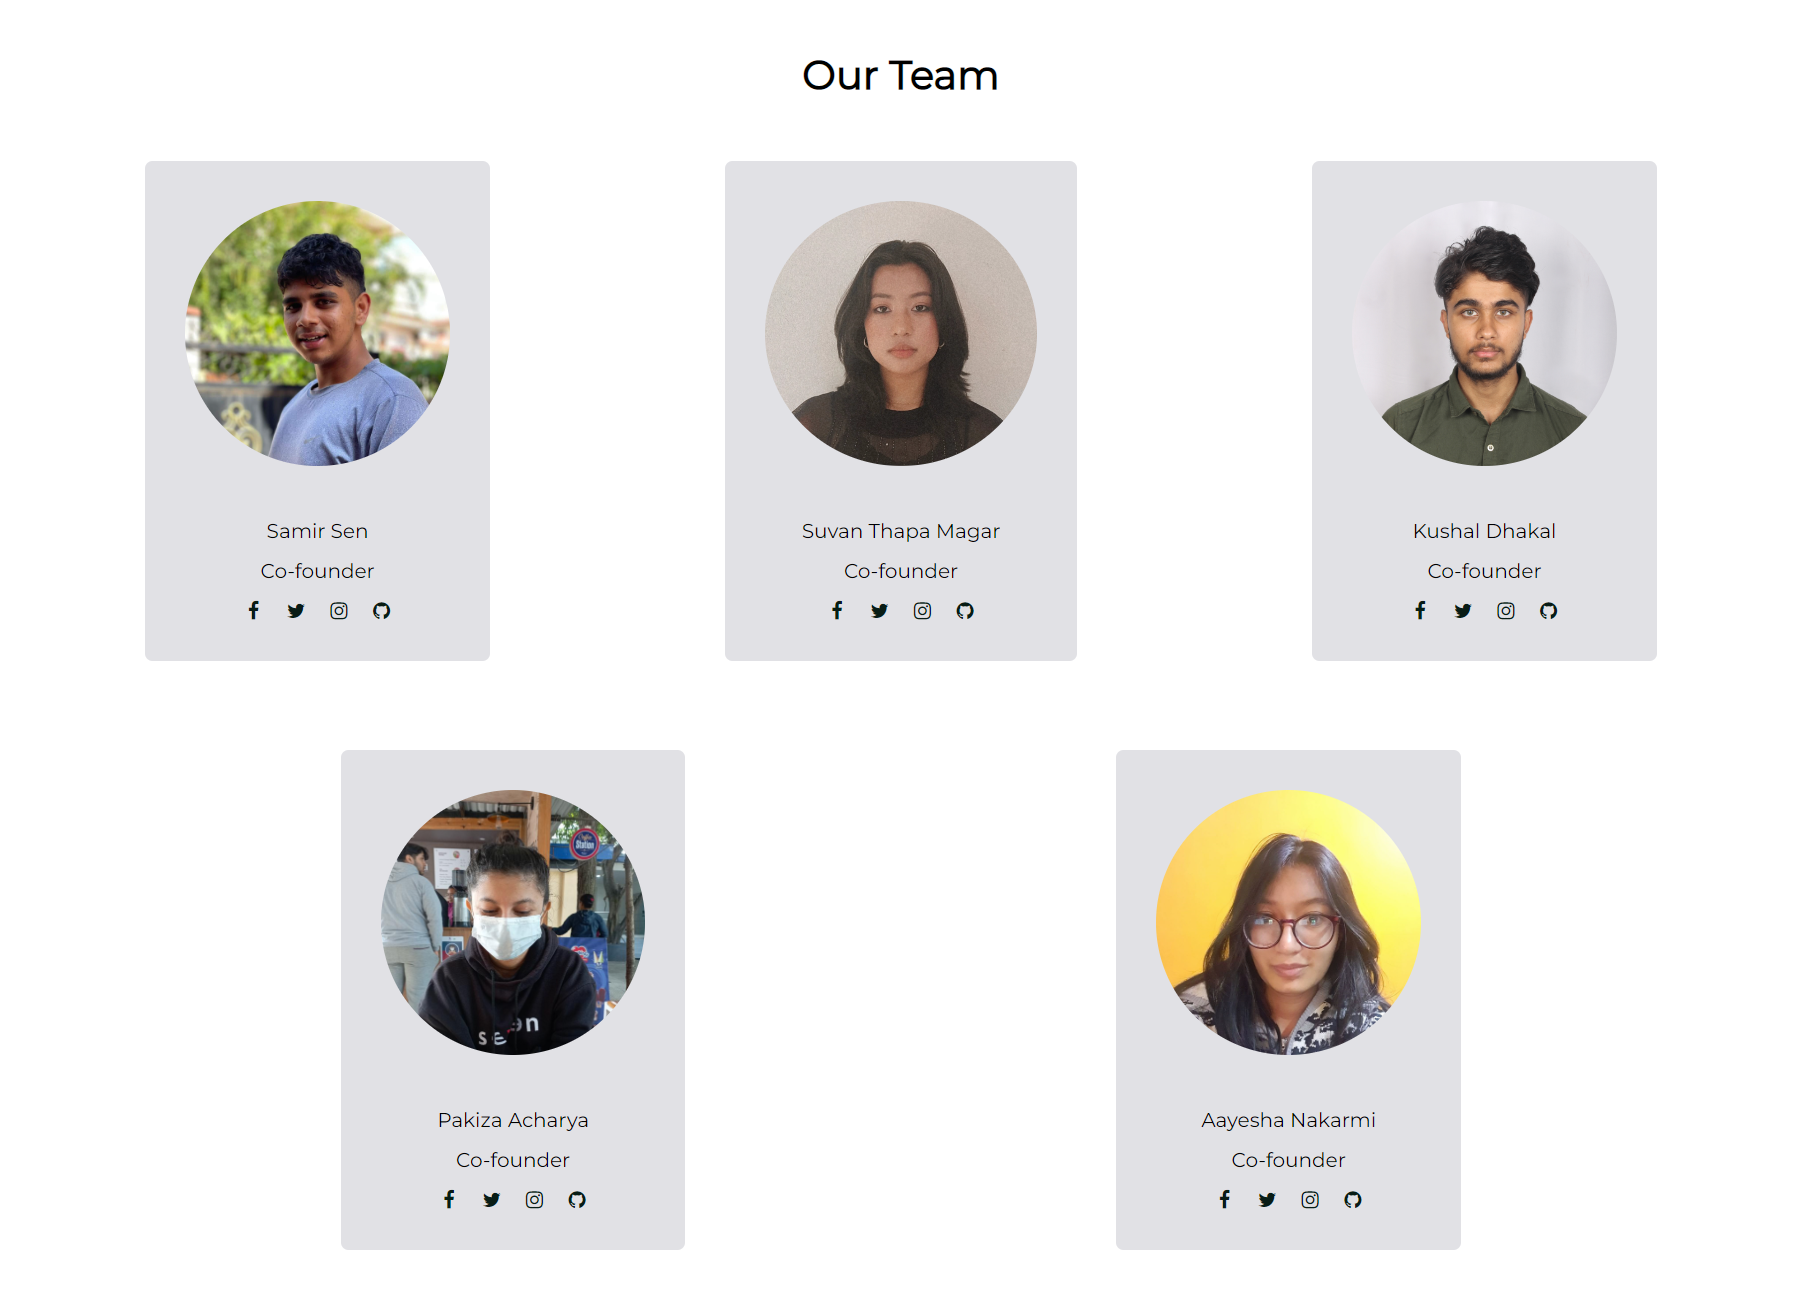 Our Team
Samir Sen
Co-founder
Suvan Thapa Magar
Co-founder
Kushal Dhakal
Co-founder
Station
Pakiza Acharya
Co-founder
Aayesha Nakarmi
Co-founder